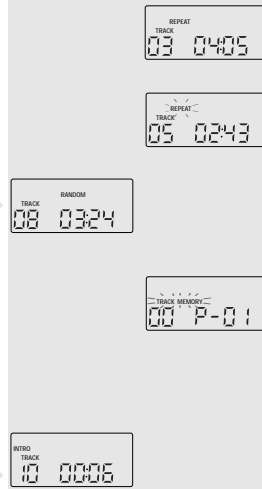 REPEAT
TRACK
03 04:05
REPEAT
TRACK
05 02:43
RANDOM
TRACK
08 03:24
TRACK MEMORY
00 P-01
INTRO
TRACK
10 00:06